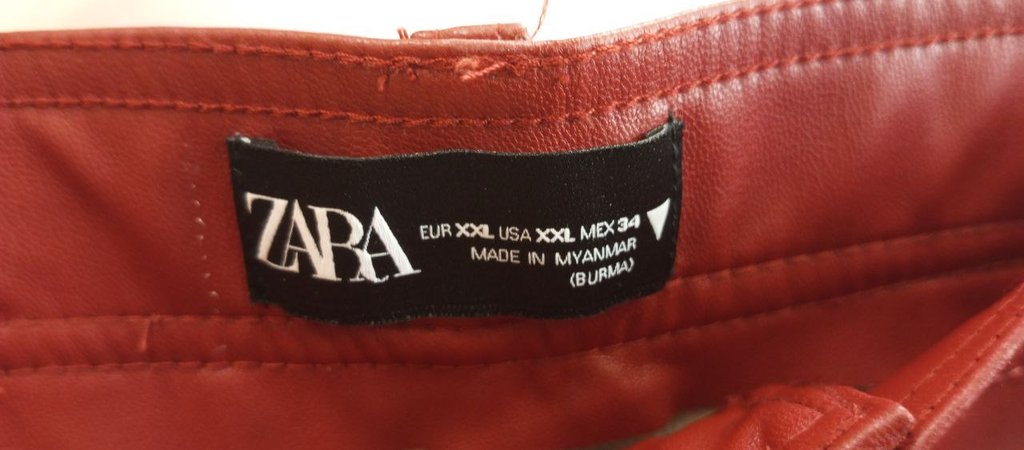 ZARA
EUR XXL USA XXL MEX 34
MADE IN MYANMAR
(BURMA)